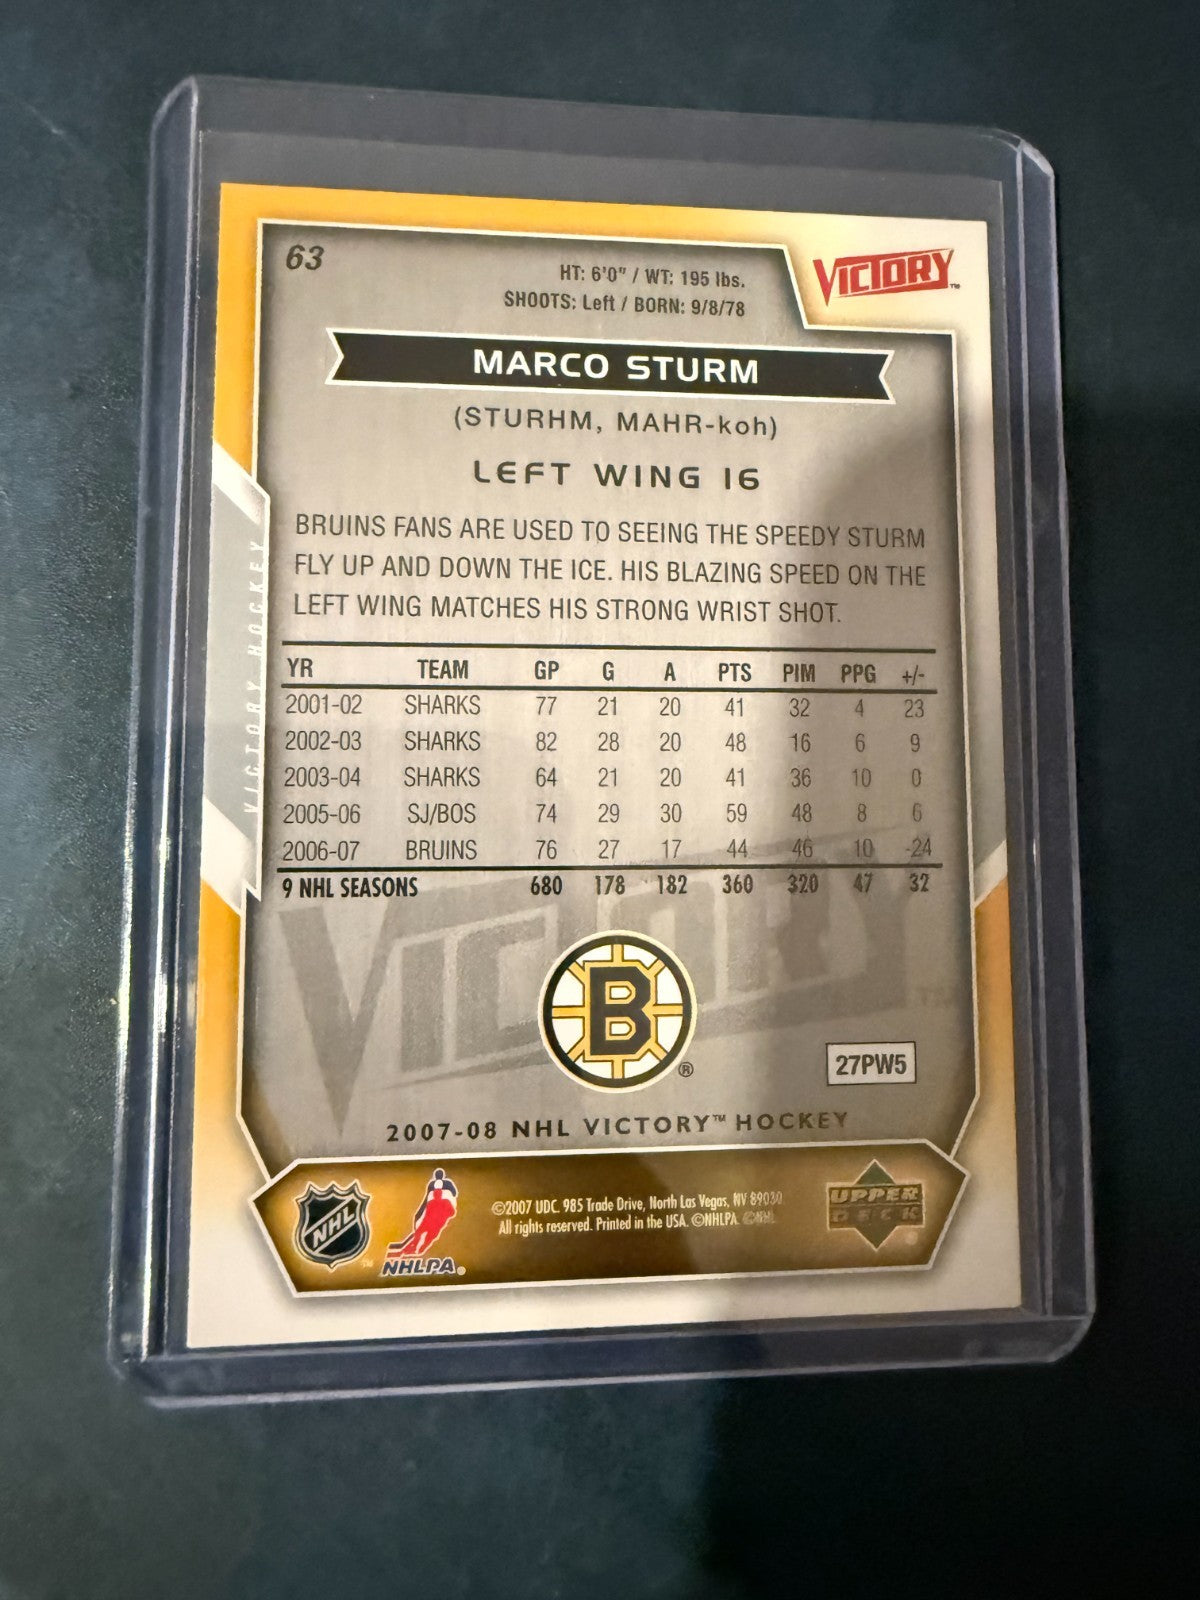 63
HT: 6'0" / WT: 195 lbs.
SHOOTS: Left / BORN: 9/8/78
VICTORY™
MARCO STURM
(STURHM, MAHR-koh)
LEFT WING 16
BRUINS FANS ARE USED TO SEEING THE SPEEDY STURM
FLY UP AND DOWN THE ICE. HIS BLAZING SPEED ON THE
LEFT WING MATCHES HIS STRONG WRIST SHOT.
VICTORY HOCKEY
YR TEAM GP G A PTS PIM PPG +/-
2001-02 SHARKS 77 21 20 41 32 4 23
2002-03 SHARKS 82 28 20 48 16 6 9
2003-04 SHARKS 64 21 20 41 36 10 0
2005-06 SJ/BOS 74 29 30 59 48 8 6
2006-07 BRUINS 76 27 17 44 46 10 -24
9 NHL SEASONS 680 178 182 360 320 47 32
VICTORY™
B®
27PW5
2007-08 NHL VICTORY™ HOCKEY
NHL™
NHLPA®
©2007 UDC. 985 Trade Drive, North Las Vegas, NV 89030
All rights reserved. Printed in the USA. ©NHLPA. ©NHL
UPPER
DECK®